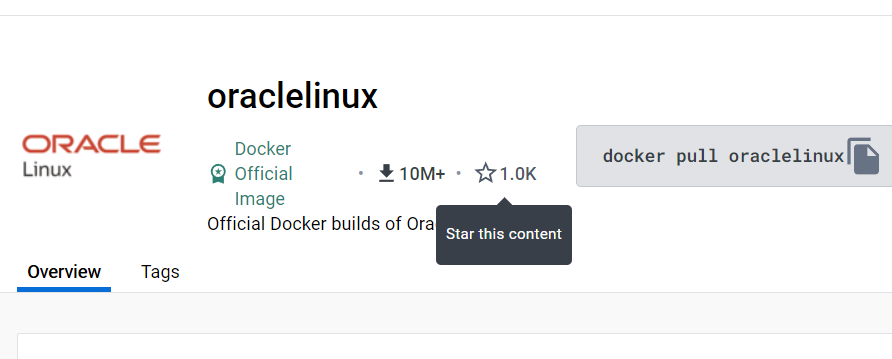 oraclelinux
ORACLE
Linux
Docker
Official
Image
• 10M+ • 1.0K
docker pull oraclelinux
Official Docker builds of Ora
Star this content
Overview Tags